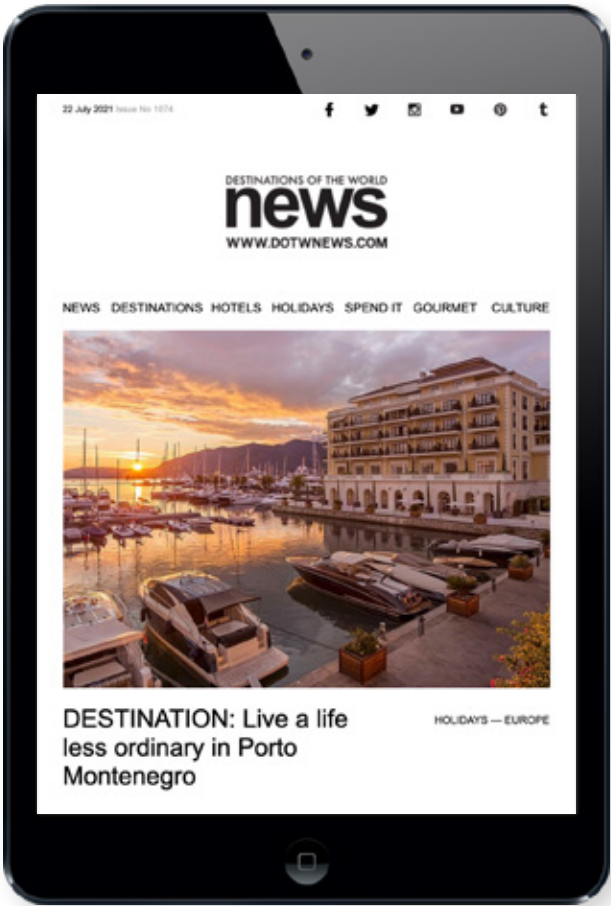 22 July 2021 Issue No 1074
DESTINATIONS OF THE WORLD
news
WWW.DOTWNEWS.COM
NEWS DESTINATIONS HOTELS HOLIDAYS SPEND IT GOURMET CULTURE
DESTINATION: Live a life
less ordinary in Porto
Montenegro
HOLIDAYS — EUROPE